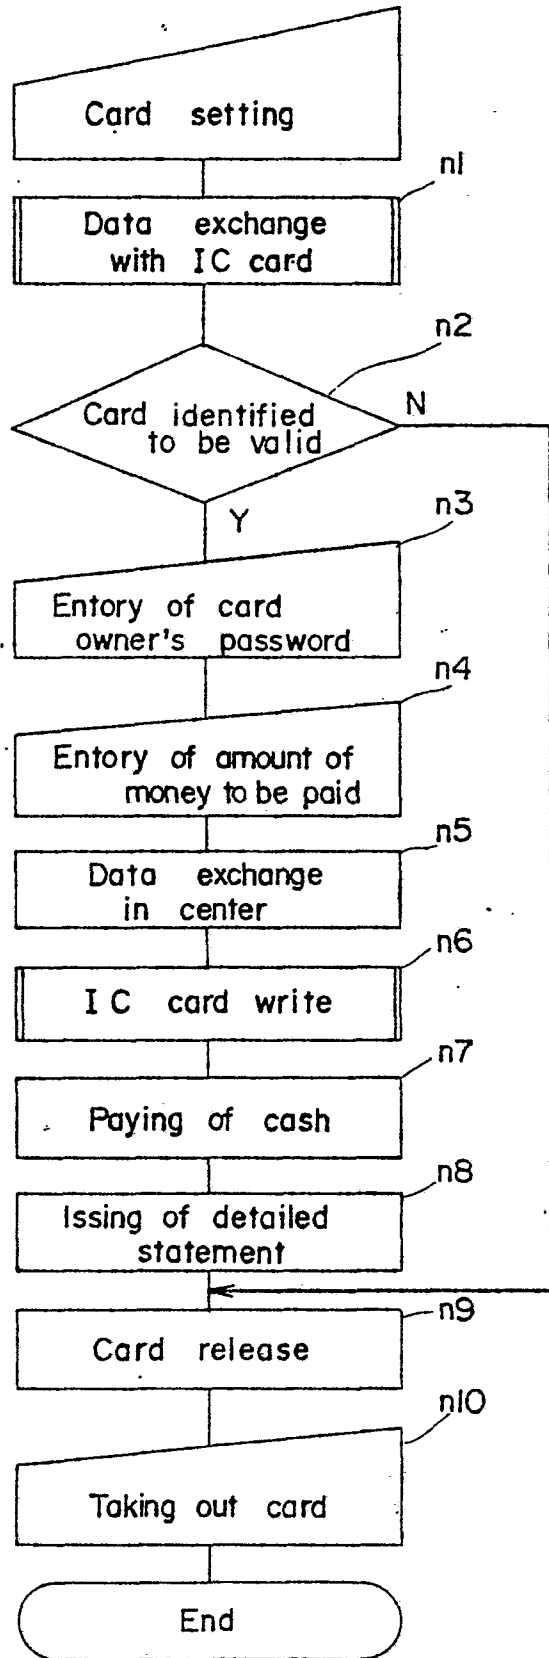 Card setting
n1
Data exchange
with IC card
n2
Card identified
to be valid
N
Y
n3
Entory of card
owner's password
n4
Entory of amount of
money to be paid
n5
Data exchange
in center
n6
IC card write
n7
Paying of cash
n8
Issing of detailed
statement
n9
Card release
n10
Taking out card
End